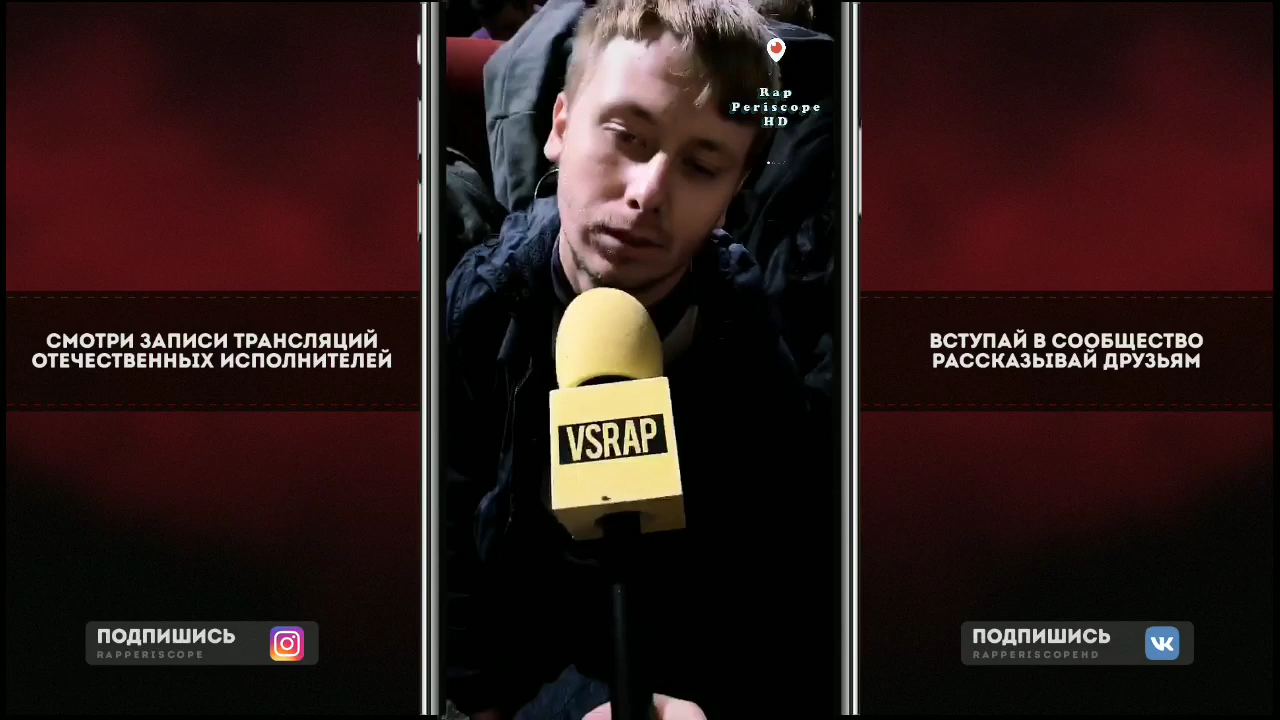 СМОТРИ ЗАПИСИ ТРАНСЛЯЦИЙ
ОТЕЧЕСТВЕННЫХ ИСПОЛНИТЕЛЕЙ
ПОДПИШИСЬ
RAPPERISCOPE
Rap
Periscope
HD
VSRAP
ВСТУПАЙ В СООБЩЕСТВО
РАССКАЗЫВАЙ ДРУЗЬЯМ
ПОДПИШИСЬ
RAPPERISCOPEHD